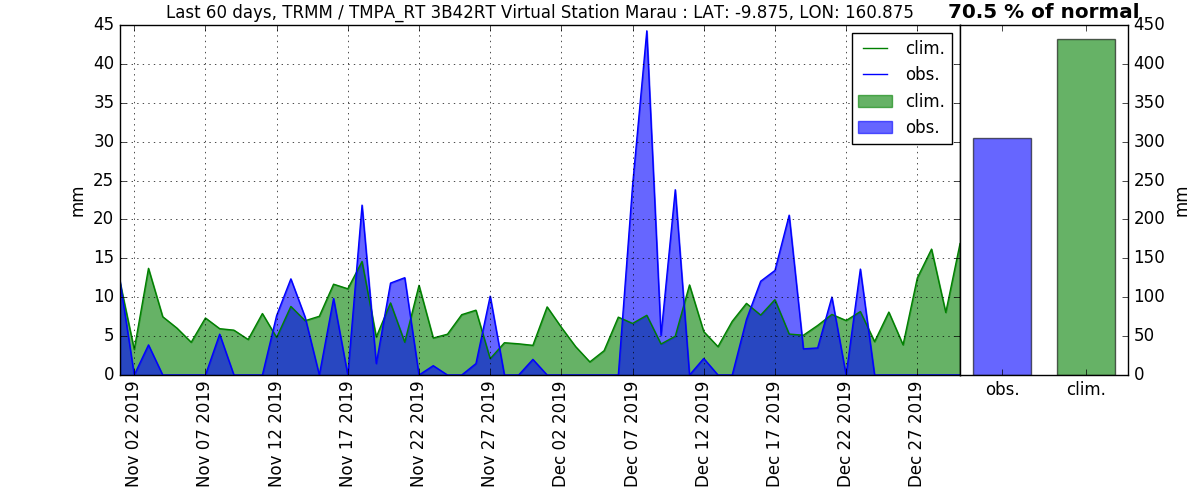 Last 60 days, TRMM / TMPA_RT 3B42RT Virtual Station Marau : LAT: -9.875, LON: 160.875
70.5 % of normal
45
40
35
30
25
20
15
10
5
0
mm
clim.
obs.
clim.
obs.
450
400
350
300
250
200
150
100
50
0
mm
Nov 02 2019
Nov 07 2019
Nov 12 2019
Nov 17 2019
Nov 22 2019
Nov 27 2019
Dec 02 2019
Dec 07 2019
Dec 12 2019
Dec 17 2019
Dec 22 2019
Dec 27 2019
obs.
clim.